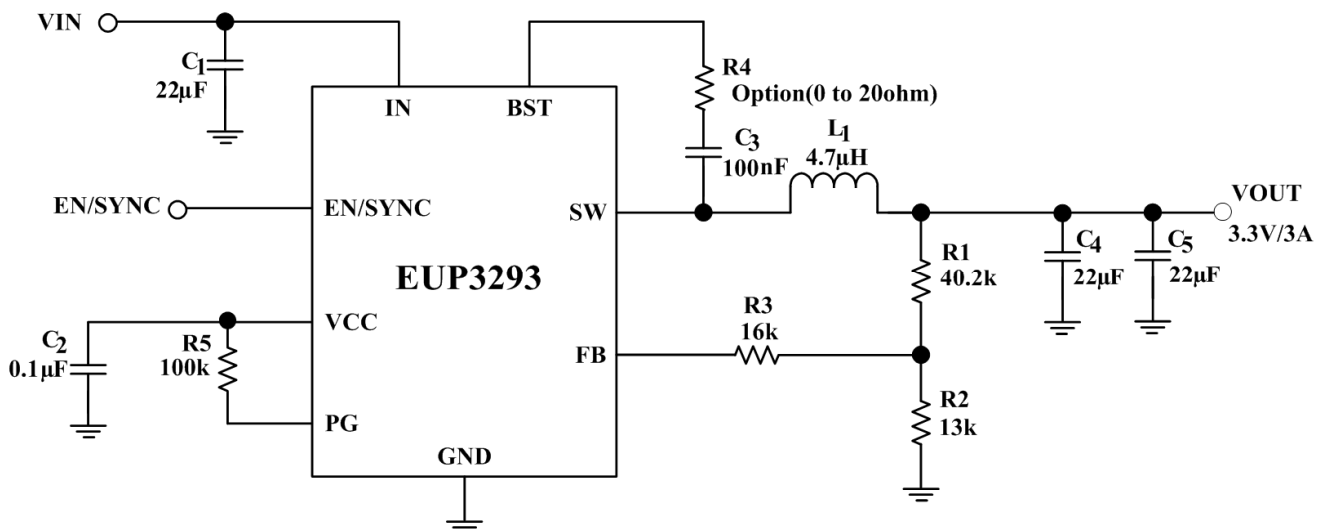 VIN
C1
22μF
IN
BST
R4
Option(0 to 20ohm)
C3
100nF
L1
4.7μH
EN/SYNC
EN/SYNC
SW
VOUT
3.3V/3A
EUP3293
R1
40.2k
C4
22μF
C5
22μF
VCC
C2
0.1μF
R5
100k
R3
16k
FB
PG
R2
13k
GND